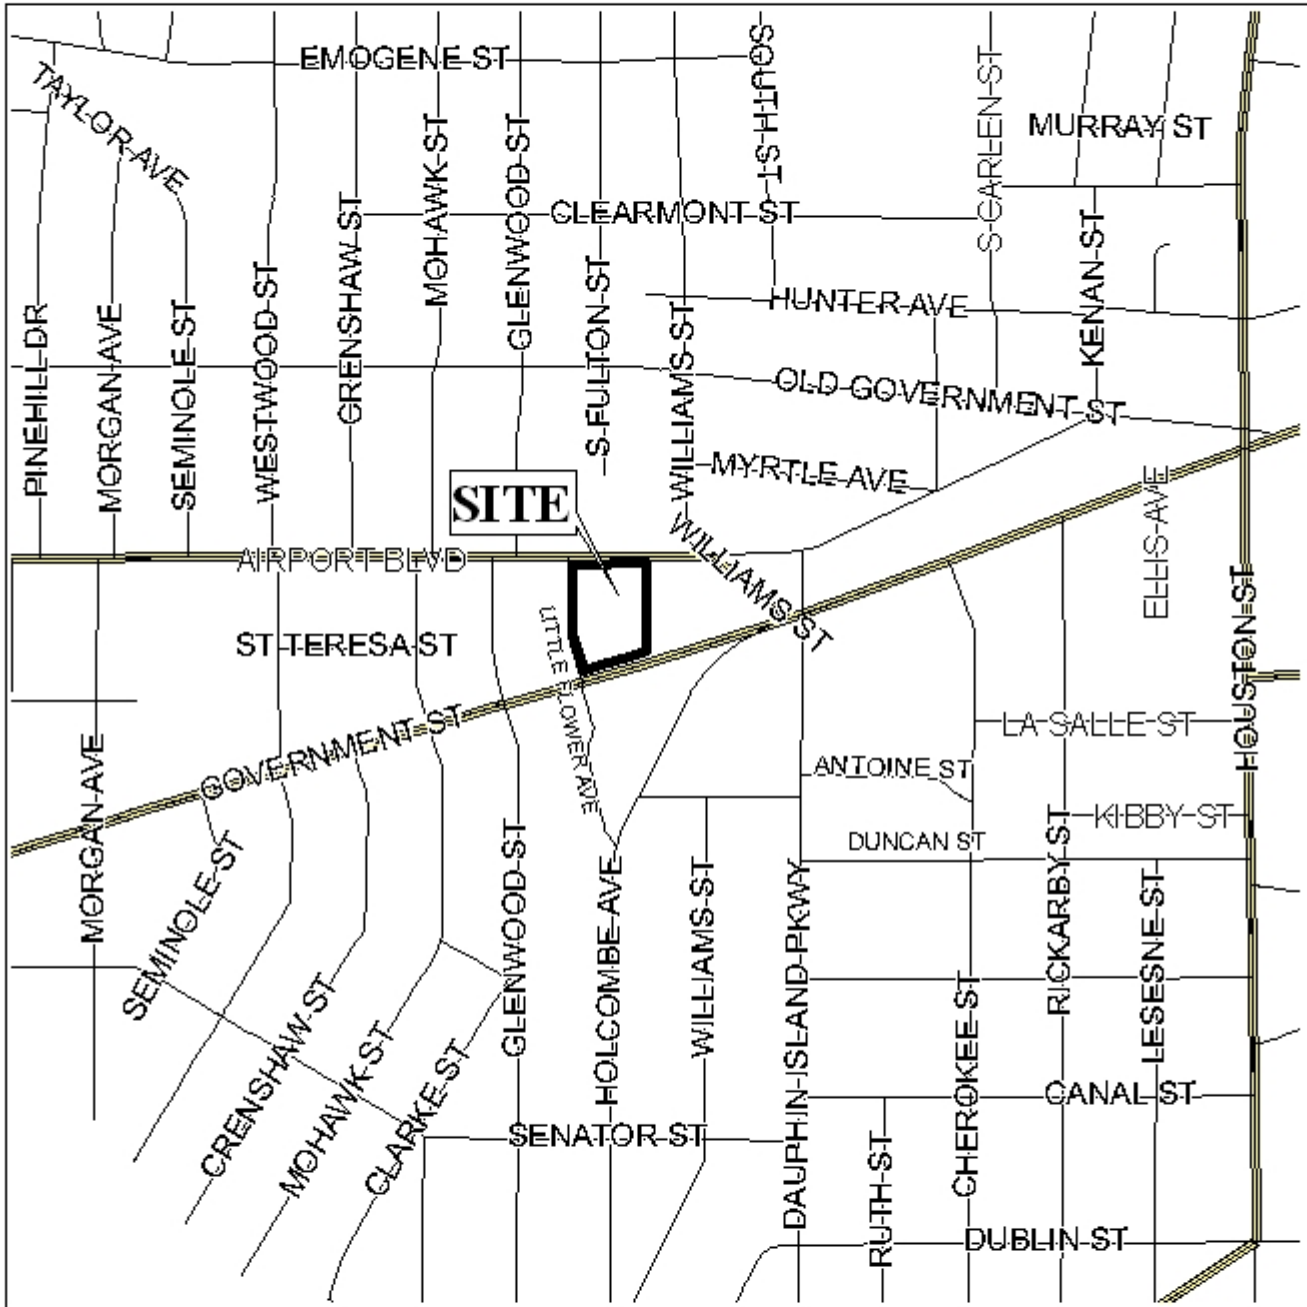 EMOGENE ST
TAYLOR AVE
SOUTH ST
S CARLEN ST
MURRAY ST
MOHAWK ST
GLENWOOD ST
CLEARMONT ST
CRENSHAW ST
KENAN ST
WESTWOOD ST
S FULTON ST
HUNTER AVE
PINEHILL DR
MORGAN AVE
SEMINOLE ST
WILLIAMS ST
OLD GOVERNMENT ST
MYRTLE AVE
SITE
ELLIS AVE
WILLIAMS ST
AIRPORT BLVD
HOUSTON ST
ST TERESA ST
LITTLE FLOWER AVE
GOVERNMENT ST
LA SALLE ST
MORGAN AVE
ANTOINE ST
KIBBY ST
DUNCAN ST
SEMINOLE ST
GLENWOOD ST
HOLCOMBE AVE
WILLIAMS ST
DAUPHIN ISLAND PKWY
RICKARBY ST
LESESNE ST
CRENSHAW ST
CHEROKEE ST
MOHAWK ST
CLARKE ST
CANAL ST
SENATOR ST
RUTH ST
DUBLIN ST